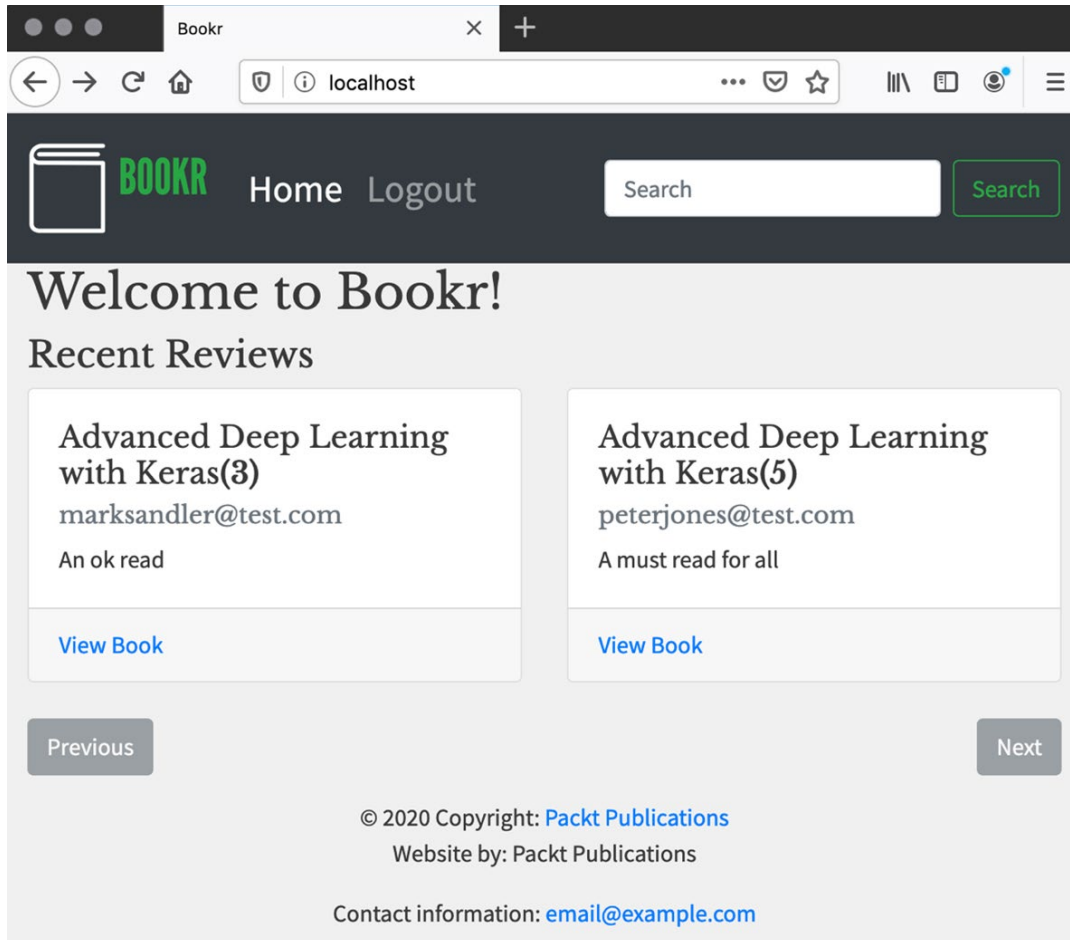 Bookr
localhost
BOOKR Home Logout Search Search
Welcome to Bookr!
Recent Reviews
Advanced Deep Learning
with Keras(3)
marksandler@test.com
An ok read
View Book
Advanced Deep Learning
with Keras(5)
peterjones@test.com
A must read for all
View Book
Previous Next
© 2020 Copyright: Packt Publications
Website by: Packt Publications
Contact information: email@example.com